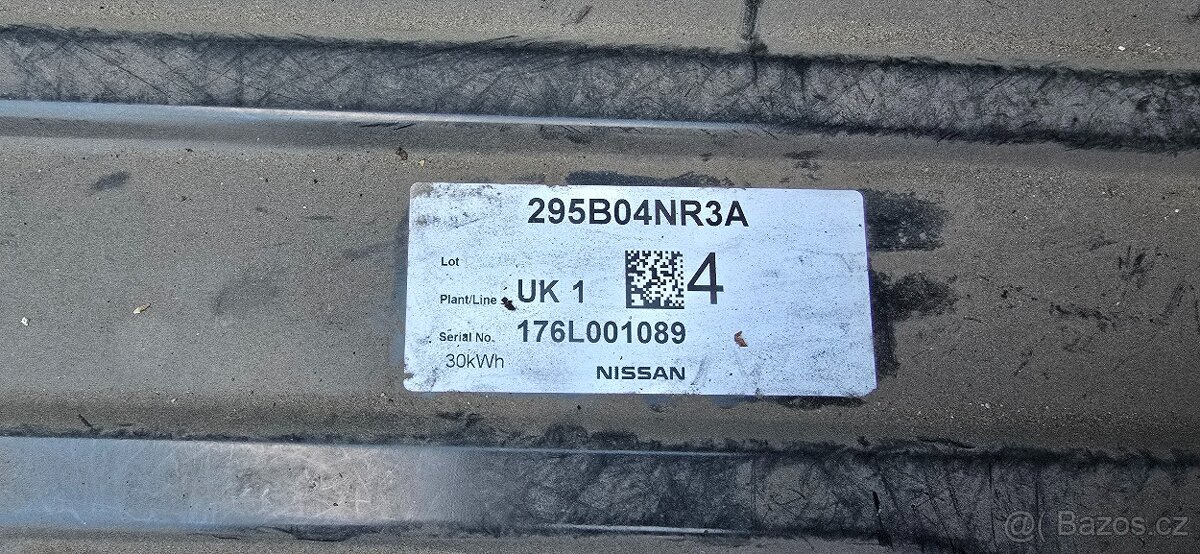 295B04NR3A
Lot
4
Plant/Line UK 1
Serial No. 176L001089
30kWh
NISSAN
@( Bazos.cz